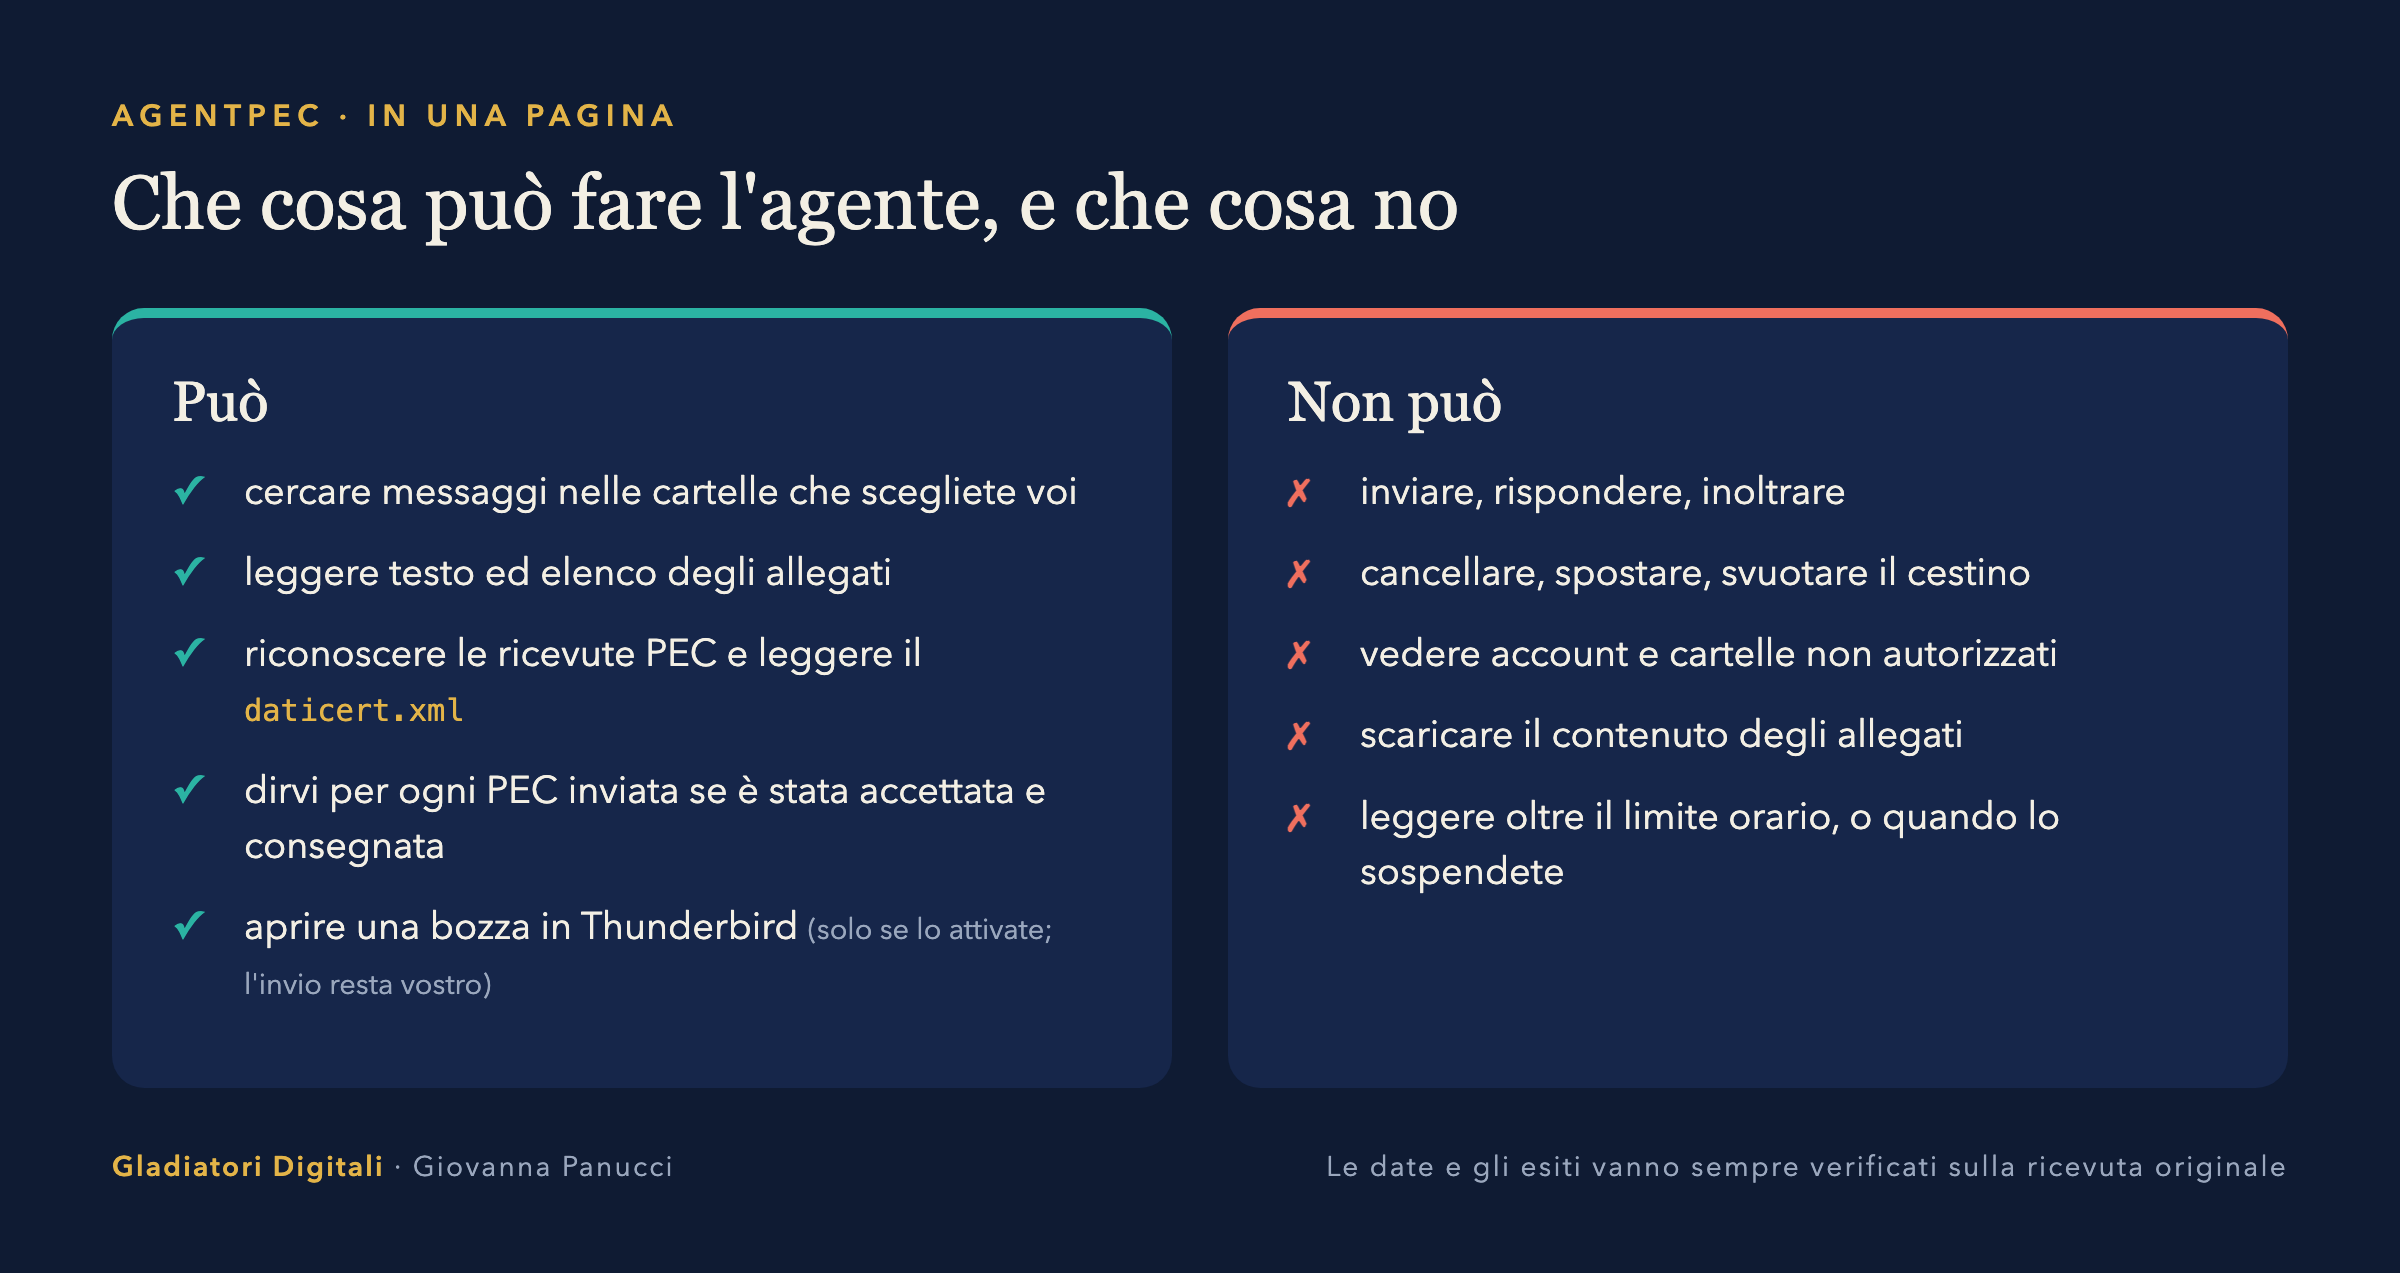 AGENTPEC · IN UNA PAGINA
Che cosa può fare l'agente, e che cosa no
Può
✓ cercare messaggi nelle cartelle che scegliete voi
✓ leggere testo ed elenco degli allegati
✓ riconoscere le ricevute PEC e leggere il
daticert.xml
✓ dirvi per ogni PEC inviata se è stata accettata e
consegnata
✓ aprire una bozza in Thunderbird (solo se lo attivate;
l'invio resta vostro)
Non può
✗ inviare, rispondere, inoltrare
✗ cancellare, spostare, svuotare il cestino
✗ vedere account e cartelle non autorizzati
✗ scaricare il contenuto degli allegati
✗ leggere oltre il limite orario, o quando lo
sospendete
Gladiatori Digitali · Giovanna Panucci
Le date e gli esiti vanno sempre verificati sulla ricevuta originale